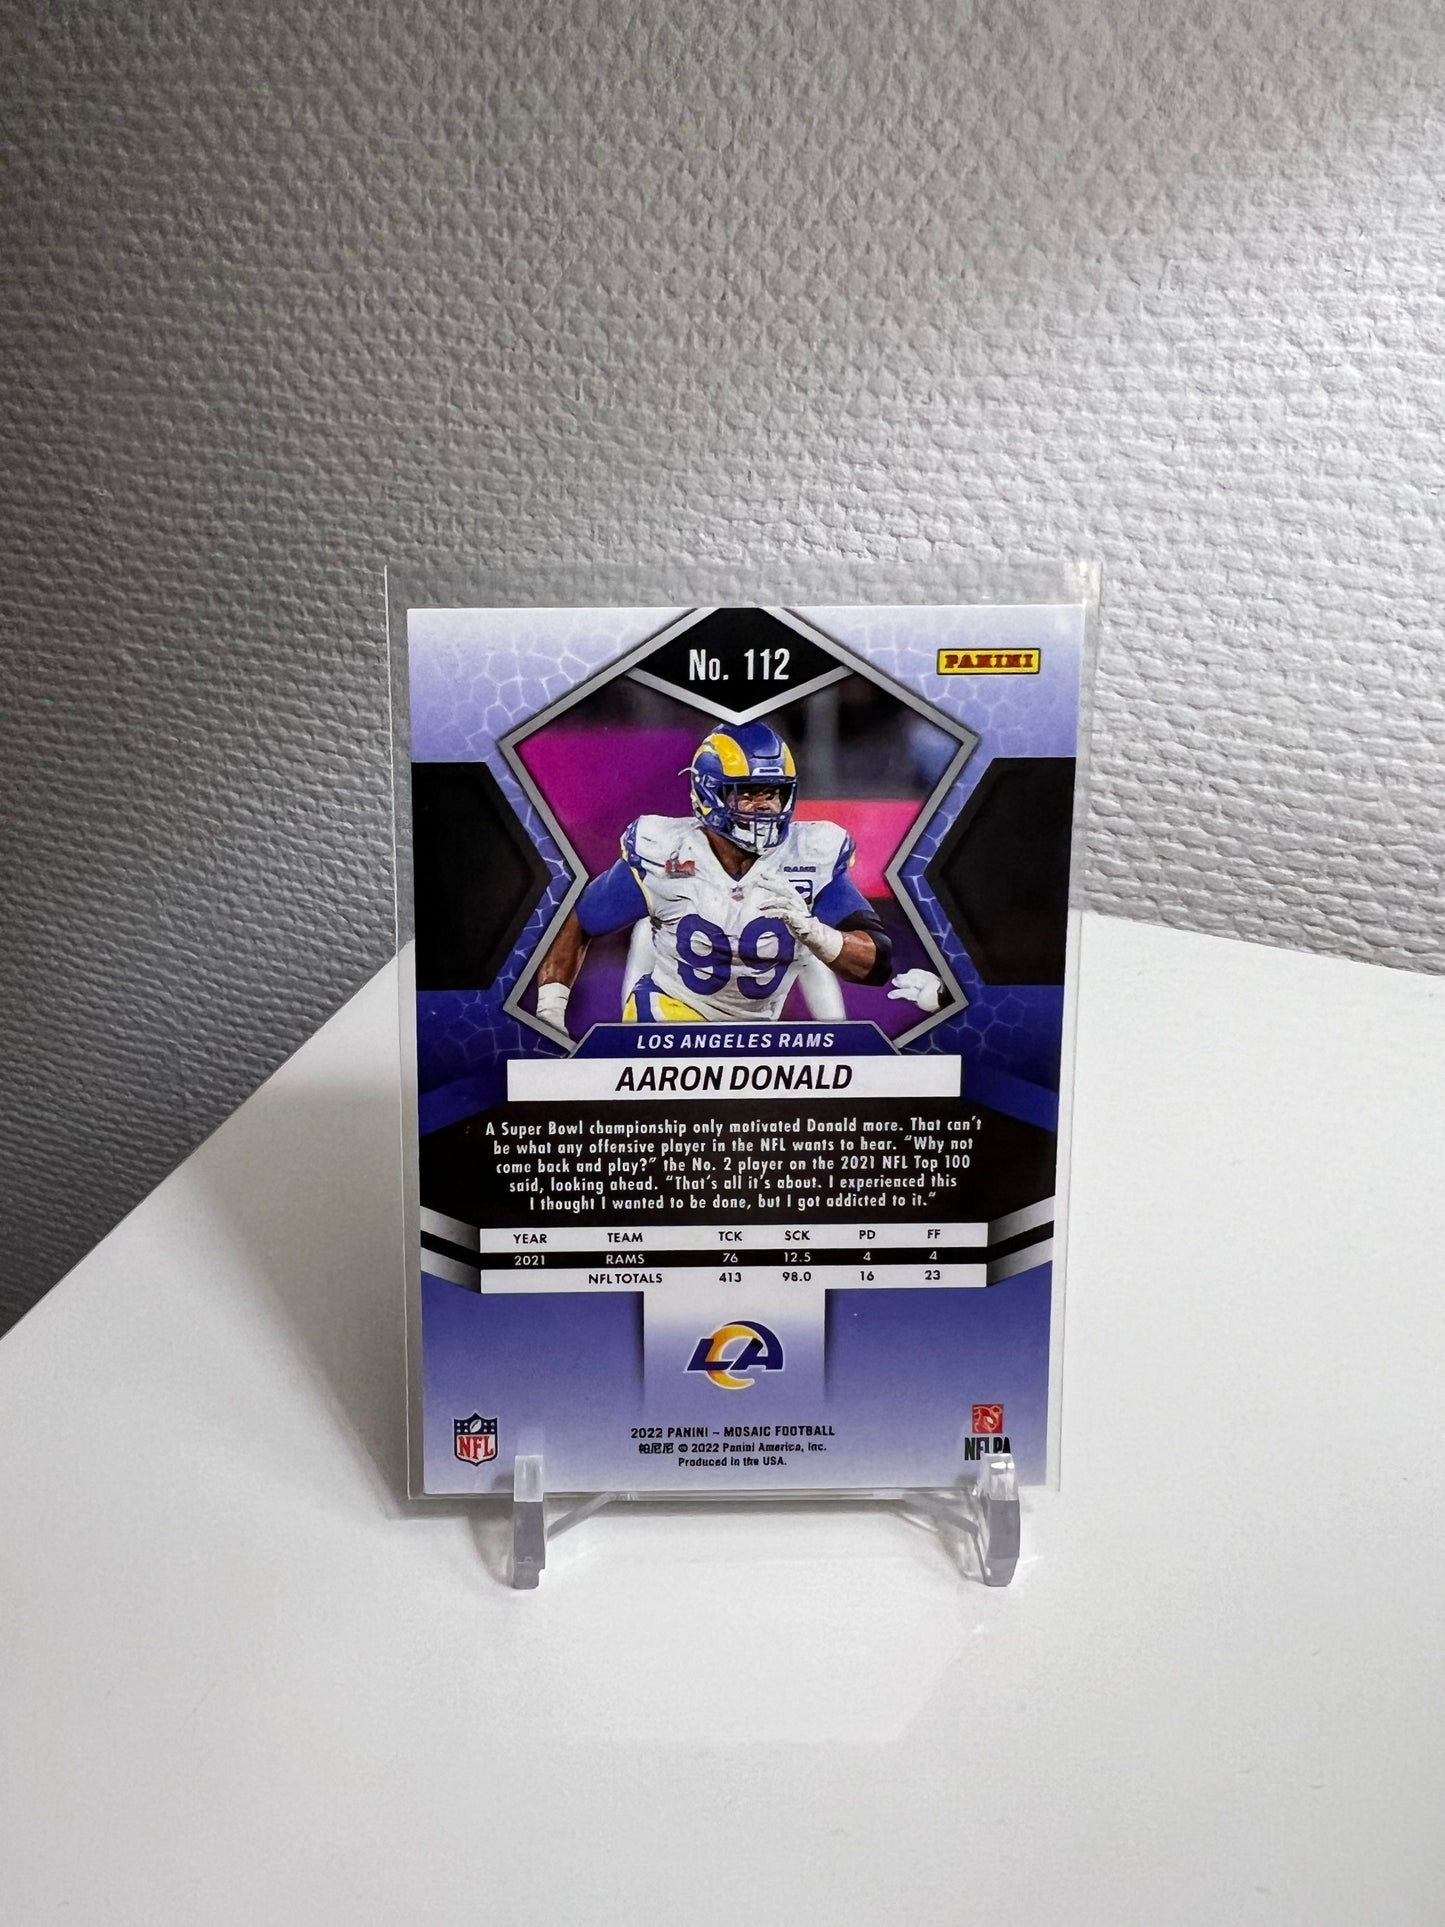 No. 112
PANINI
RAMS
C
99
LOS ANGELES RAMS
AARON DONALD
A Super Bowl championship only motivated Donald more. That can't
be what any offensive player in the NFL wants to hear. "Why not
come back and play?" the No. 2 player on the 2021 NFL Top 100
said, looking ahead. "That's all it's about. I experienced this
I thought I wanted to be done, but I got addicted to it."
YEAR TEAM TCK SCK PD FF
2021 RAMS 76 12.5 4 4
NFL TOTALS 413 98.0 16 23
LA
2022 PANINI – MOSAIC FOOTBALL
帕尼尼 © 2022 Panini America, Inc.
Produced in the USA.
NFL
NFLPA